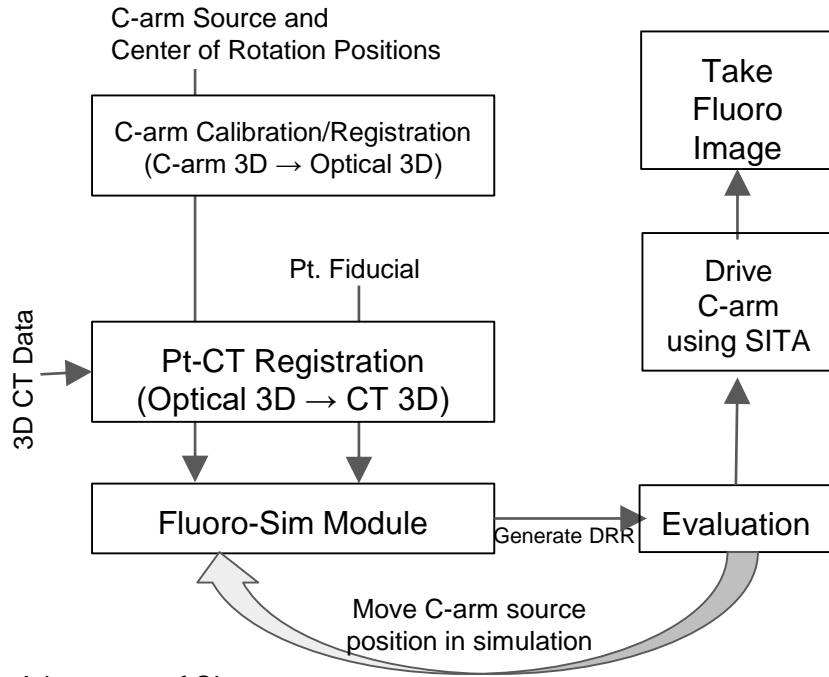 C-arm Source and
Center of Rotation Positions
C-arm Calibration/Registration
(C-arm 3D → Optical 3D)
Pt. Fiducial
3D CT Data
Pt-CT Registration
(Optical 3D → CT 3D)
Fluoro-Sim Module
Generate DRR
Evaluation
Move C-arm source
position in simulation
Drive
C-arm
using SITA
Take
Fluoro
Image